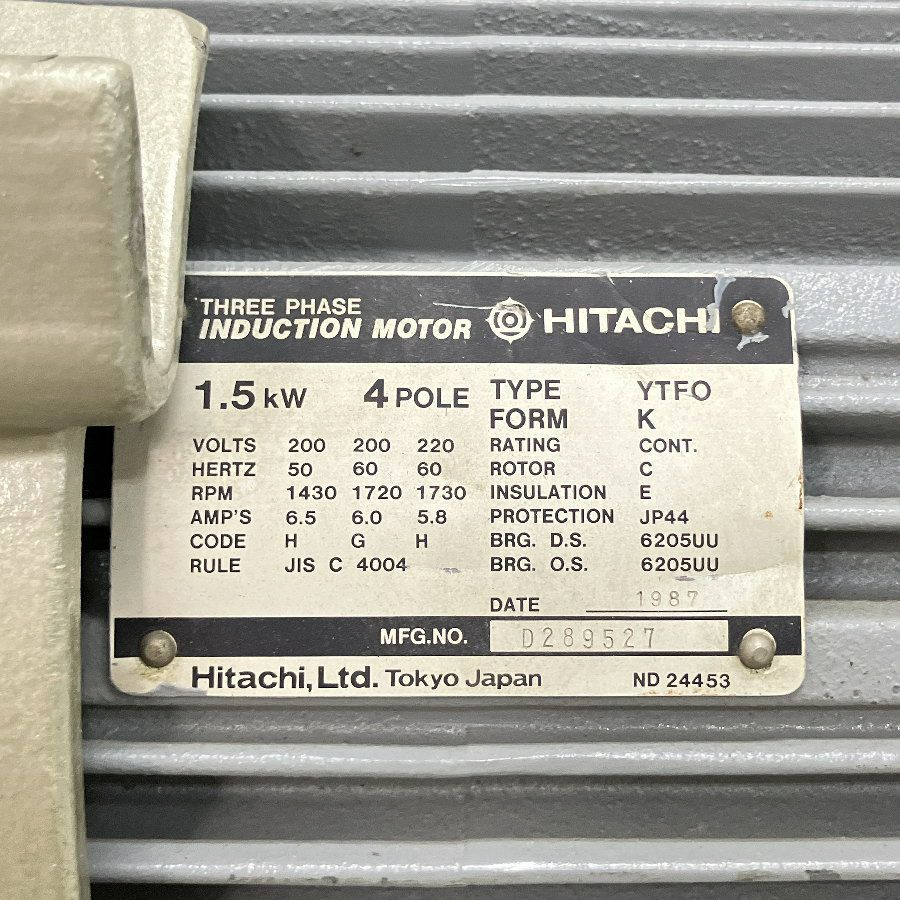 THREE PHASE
INDUCTION MOTOR HITACHI
1.5 KW 4 POLE
VOLTS 200 200 220
HERTZ 50 60 60
RPM 1430 1720 1730
AMP'S 6.5 6.0 5.8
CODE H G H
RULE JIS C 4004
TYPE YTFO
FORM K
RATING CONT.
ROTOR C
INSULATION E
PROTECTION JP44
BRG. D.S. 6205UU
BRG. O.S. 6205UU
DATE 1987
MFG.NO. D289527
Hitachi, Ltd. Tokyo Japan ND 24453